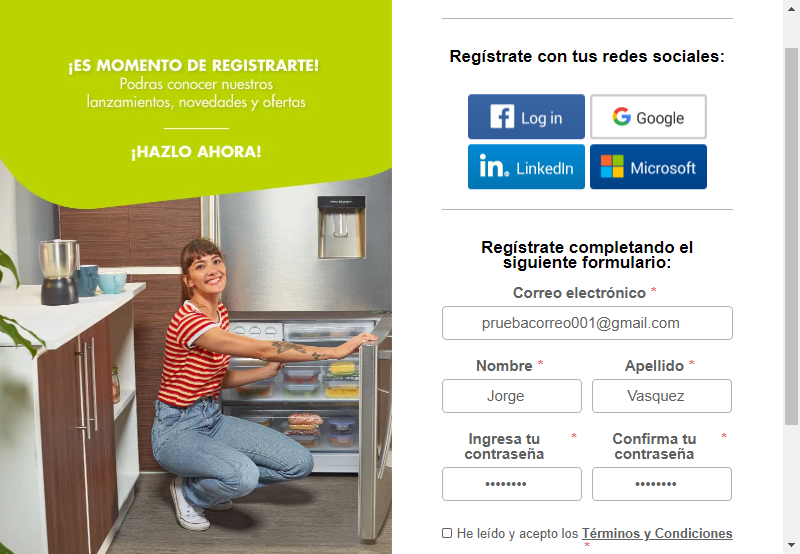 ¡ES MOMENTO DE REGISTRARTE!
Podras conocer nuestros
lanzamientos, novedades y ofertas
¡HAZLO AHORA!
Regístrate con tus redes sociales:
Log in
Google
LinkedIn
Microsoft
Regístrate completando el
siguiente formulario:
Correo electrónico *
pruebacorreo001@gmail.com
Nombre *
Apellido *
Jorge
Vasquez
Ingresa tu *
contraseña
Confirma tu *
contraseña
••••••••
••••••••
He leído y acepto los Términos y Condiciones
*